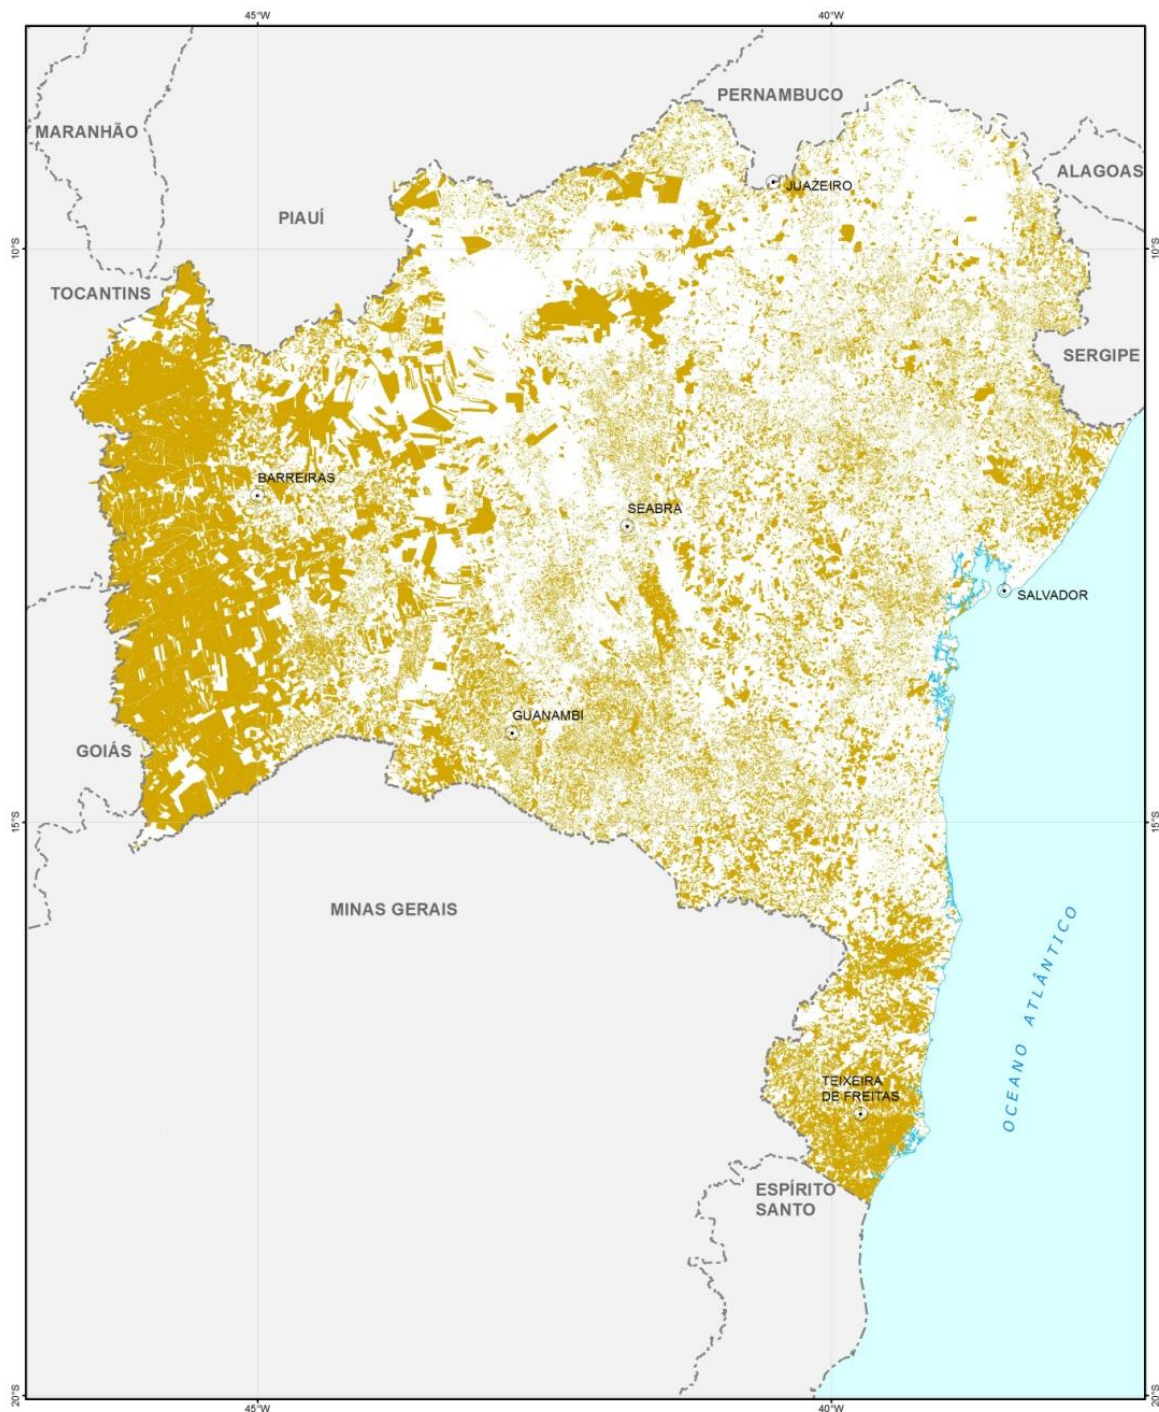 45°W
40°W
PERNAMBUCO
MARANHÃO
ALAGOAS
JUAZEIRO
PIAUÍ
10°S
10°S
TOCANTINS
SERGIPE
BARREIRAS
SEABRA
SALVADOR
GUANAMBI
GOIÁS
15°S
15°S
MINAS GERAIS
OCEANO ATLÂNTICO
TEIXEIRA
DE FREITAS
ESPÍRITO
SANTO
20°S
20°S
45°W
40°W